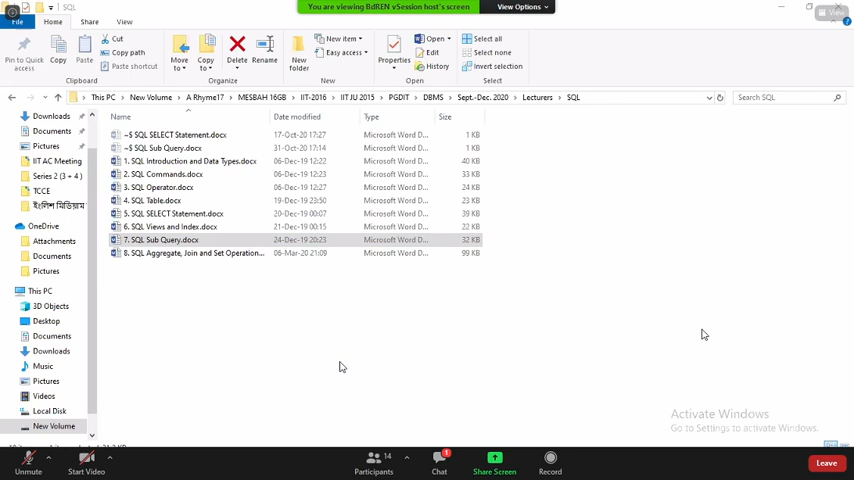 SQL
You are viewing BdREN vSession host's screen
View Options
View
File
Home
Share
View
Pin to Quick access
Copy
Paste
Cut
Copy path
Paste shortcut
Clipboard
Move to
Copy to
Delete
Rename
Organize
New folder
New item
Easy access
New
Properties
Open
Edit
History
Open
Select all
Select none
Invert selection
Select
This PC > New Volume > A Rhyme17 > MESBAH 16GB > IIT-2016 > IIT JU 2015 > PGDIT > DBMS > Sept.-Dec. 2020 > Lecturers > SQL
Search SQL
Name Date modified Type Size
~$ SQL SELECT Statement.docx 17-Oct-20 17:27 Microsoft Word D... 1 KB
~$ SQL Sub Query.docx 31-Oct-20 17:14 Microsoft Word D... 1 KB
1. SQL Introduction and Data Types.docx 06-Dec-19 12:22 Microsoft Word D... 40 KB
2. SQL Commands.docx 06-Dec-19 12:23 Microsoft Word D... 33 KB
3. SQL Operator.docx 06-Dec-19 12:27 Microsoft Word D... 24 KB
4. SQL Table.docx 19-Dec-19 23:50 Microsoft Word D... 23 KB
5. SQL SELECT Statement.docx 20-Dec-19 00:07 Microsoft Word D... 39 KB
6. SQL Views and Index.docx 21-Dec-19 00:15 Microsoft Word D... 22 KB
7. SQL Sub Query.docx 24-Dec-19 20:23 Microsoft Word D... 32 KB
8. SQL Aggregate, Join and Set Operation... 06-Mar-20 21:09 Microsoft Word D... 99 KB
Downloads
Documents
Pictures
IIT AC Meeting
Series 2 (3 + 4)
TCCE
ইংলিশ মিডিয়াম
OneDrive
Attachments
Documents
Pictures
This PC
3D Objects
Desktop
Documents
Downloads
Music
Pictures
Videos
Local Disk
New Volume
Activate Windows
Go to Settings to activate Windows.
Unmute
Start Video
14
Participants
1
Chat
Share Screen
Record
Leave